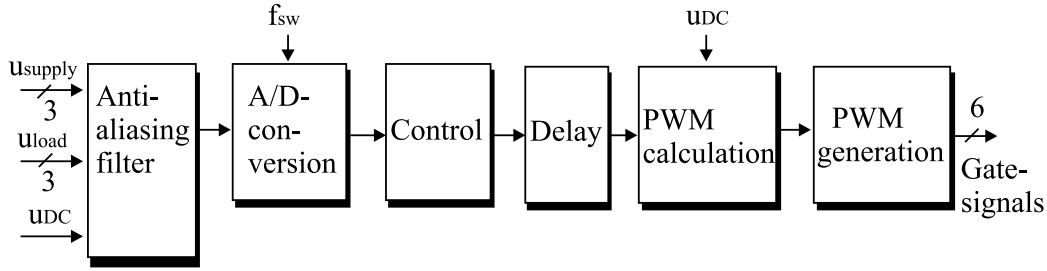 fsw
uDC
usupply
3
uload
3
uDC
Anti-
aliasing
filter
A/D-
con-
version
Control
Delay
PWM
calculation
PWM
generation
6
Gate-
signals